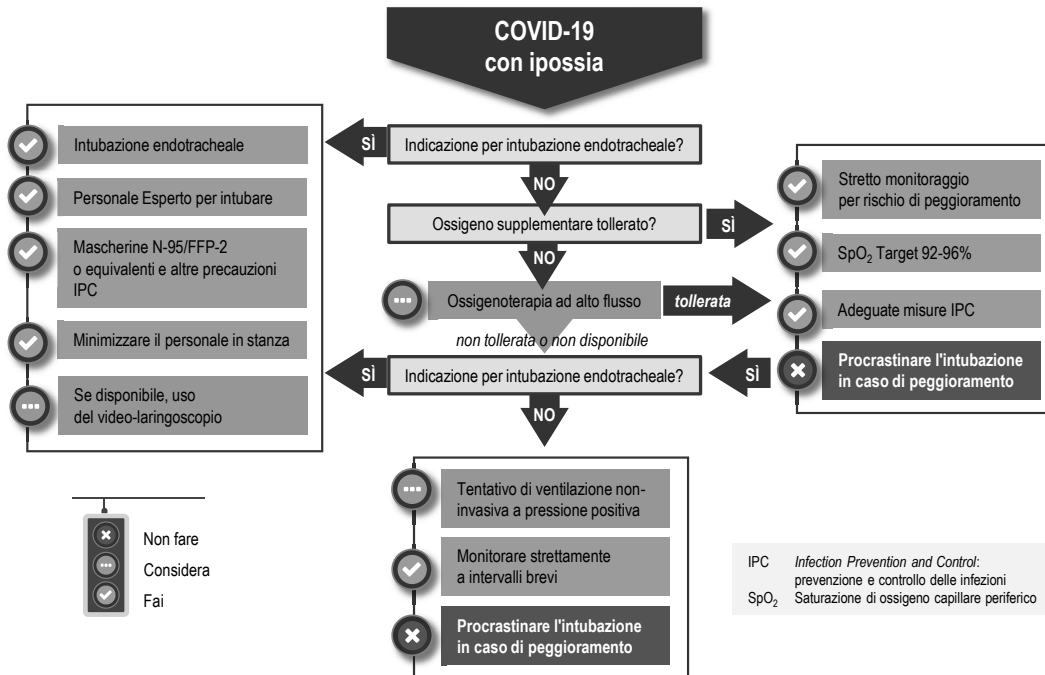 COVID-19
con ipossia
Indicazione per intubazione endotracheale?
SÌ
NO
Intubazione endotracheale
Personale Esperto per intubare
Mascherine N-95/FFP-2
o equivalenti e altre precauzioni
IPC
Minimizzare il personale in stanza
Se disponibile, uso
del video-laringoscopio
Ossigeno supplementare tollerato?
SÌ
NO
Stretto monitoraggio
per rischio di peggioramento
SpO₂ Target 92-96%
Adeguate misure IPC
Procrastinare l'intubazione
in caso di peggioramento
Ossigenoterapia ad alto flusso
tollerata
non tollerata o non disponibile
SÌ
Indicazione per intubazione endotracheale?
SÌ
NO
Tentativo di ventilazione non-
invasiva a pressione positiva
Monitorare strettamente
a intervalli brevi
Procrastinare l'intubazione
in caso di peggioramento
Non fare
Considera
Fai
IPC Infection Prevention and Control:
prevenzione e controllo delle infezioni
SpO₂ Saturazione di ossigeno capillare periferico